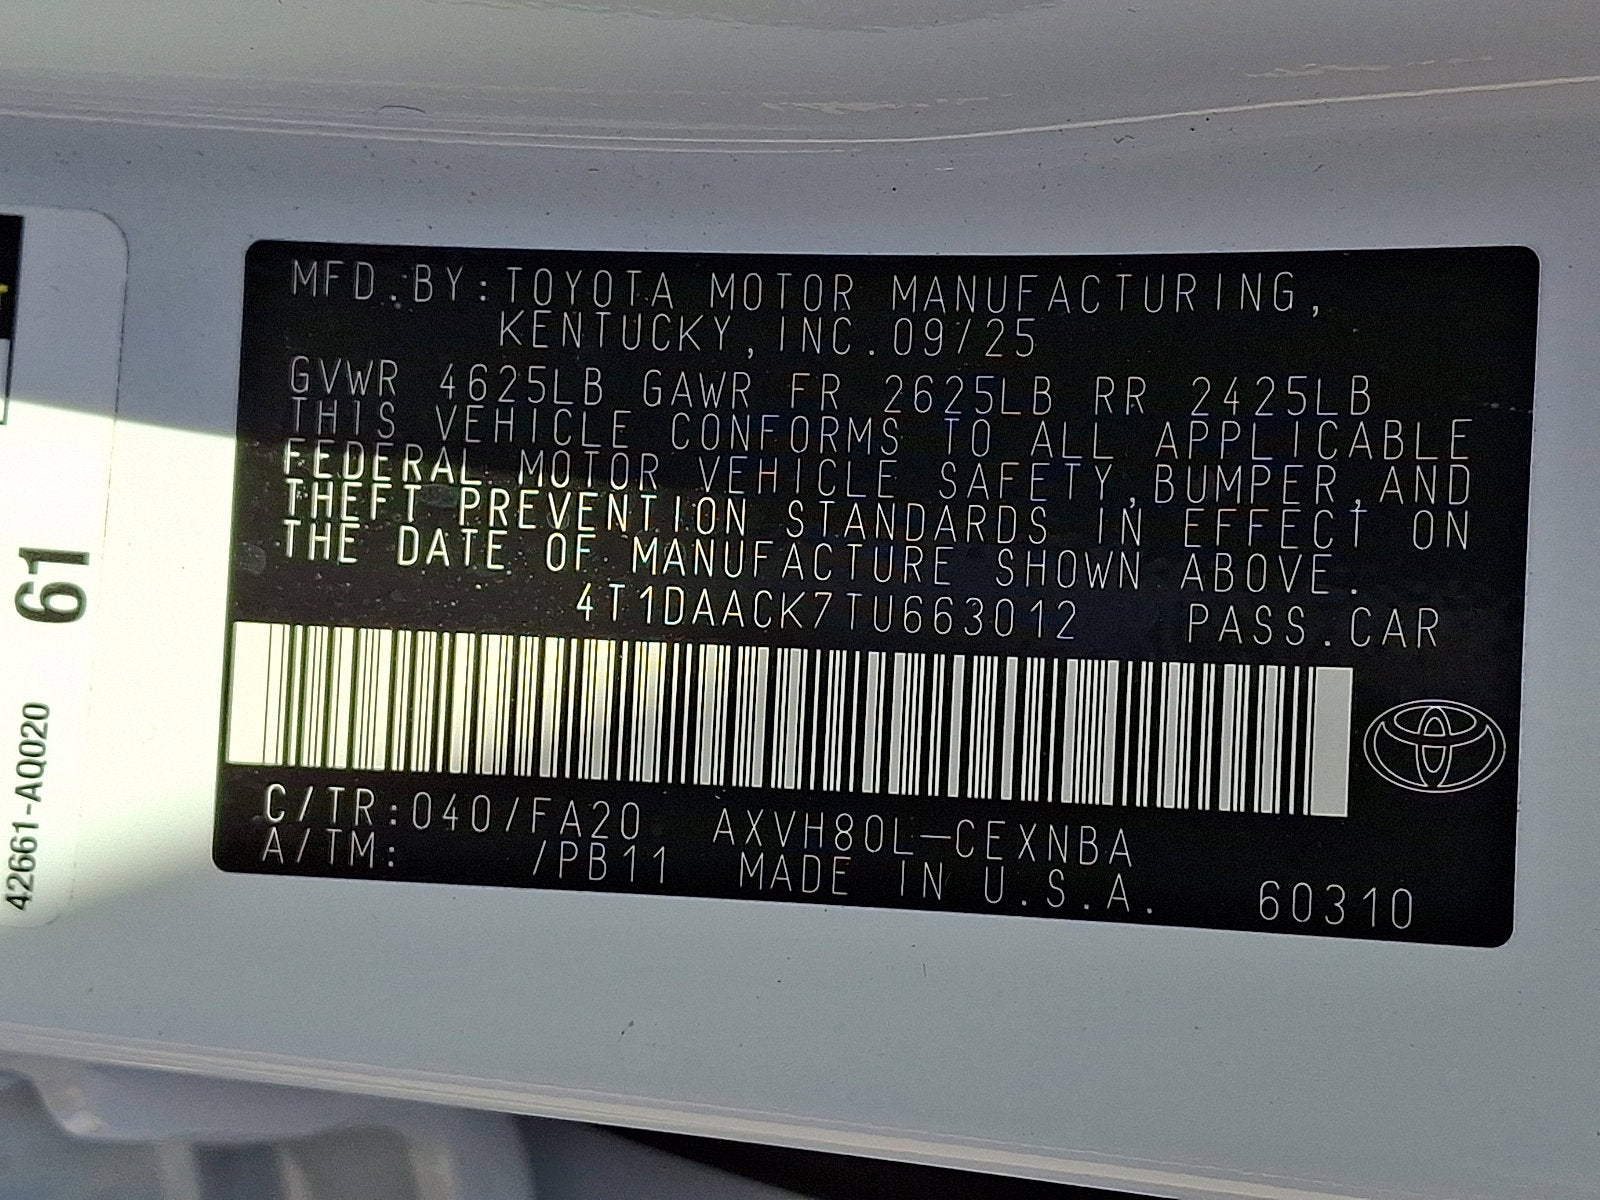 MFD.BY:TOYOTA MOTOR MANUFACTURING,
KENTUCKY,INC.09/25
GVWR 4625LB GAWR FR 2625LB RR 2425LB
THIS VEHICLE CONFORMS TO ALL APPLICABLE
FEDERAL MOTOR VEHICLE SAFETY,BUMPER,AND
THEFT PREVENTION STANDARDS IN EFFECT ON
THE DATE OF MANUFACTURE SHOWN ABOVE.
4T1DAACK7TU663012 PASS.CAR
C/TR:040/FA20 AXVH80L-CEXNBA
A/TM: /PB11 MADE IN U.S.A. 60310
61
42661-AQ020